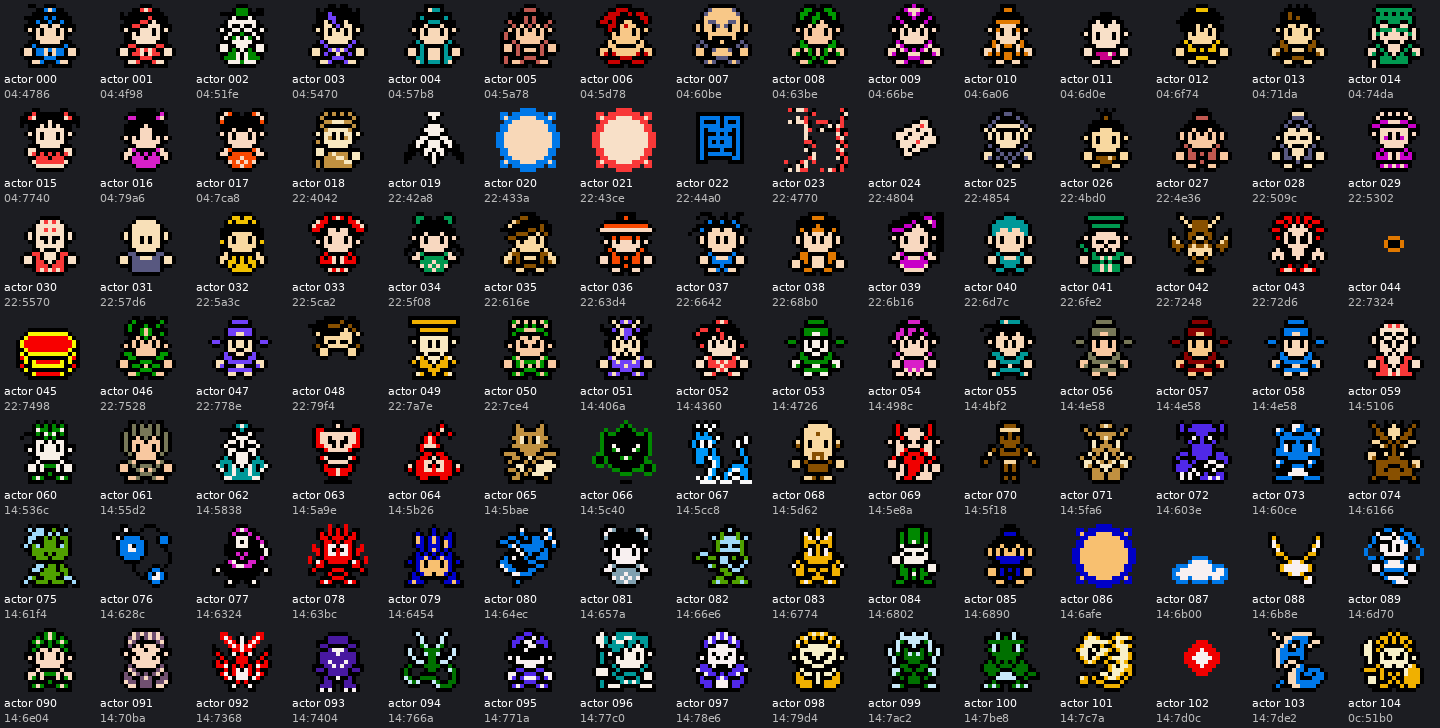 actor 000 actor 001 actor 002 actor 003 actor 004 actor 005 actor 006 actor 007 actor 008 actor 009 actor 010 actor 011 actor 012 actor 013 actor 014
04:4786 04:4f98 04:51fe 04:5470 04:57b8 04:5a78 04:5d78 04:60be 04:63be 04:66be 04:6a06 04:6d0e 04:6f74 04:71da 04:74da
actor 015 actor 016 actor 017 actor 018 actor 019 actor 020 actor 021 actor 022 actor 023 actor 024 actor 025 actor 026 actor 027 actor 028 actor 029
04:7740 04:79a6 04:7ca8 22:4042 22:42a8 22:433a 22:43ce 22:44a0 22:4770 22:4804 22:4854 22:4bd0 22:4e36 22:509c 22:5302
actor 030 actor 031 actor 032 actor 033 actor 034 actor 035 actor 036 actor 037 actor 038 actor 039 actor 040 actor 041 actor 042 actor 043 actor 044
22:5570 22:57d6 22:5a3c 22:5ca2 22:5f08 22:616e 22:63d4 22:6642 22:68b0 22:6b16 22:6d7c 22:6fe2 22:7248 22:72d6 22:7324
actor 045 actor 046 actor 047 actor 048 actor 049 actor 050 actor 051 actor 052 actor 053 actor 054 actor 055 actor 056 actor 057 actor 058 actor 059
22:7498 22:7528 22:778e 22:79f4 22:7a7e 22:7ce4 14:406a 14:4360 14:4726 14:498c 14:4bf2 14:4e58 14:4e58 14:4e58 14:5106
actor 060 actor 061 actor 062 actor 063 actor 064 actor 065 actor 066 actor 067 actor 068 actor 069 actor 070 actor 071 actor 072 actor 073 actor 074
14:536c 14:55d2 14:5838 14:5a9e 14:5b26 14:5bae 14:5c40 14:5cc8 14:5d62 14:5e8a 14:5f18 14:5fa6 14:603e 14:60ce 14:6166
actor 075 actor 076 actor 077 actor 078 actor 079 actor 080 actor 081 actor 082 actor 083 actor 084 actor 085 actor 086 actor 087 actor 088 actor 089
14:61f4 14:628c 14:6324 14:63bc 14:6454 14:64ec 14:657a 14:66e6 14:6774 14:6802 14:6890 14:6afe 14:6b00 14:6b8e 14:6d70
actor 090 actor 091 actor 092 actor 093 actor 094 actor 095 actor 096 actor 097 actor 098 actor 099 actor 100 actor 101 actor 102 actor 103 actor 104
14:6e04 14:70ba 14:7368 14:7404 14:766a 14:771a 14:77c0 14:78e6 14:79d4 14:7ac2 14:7be8 14:7c7a 14:7d0c 14:7de2 0c:51b0